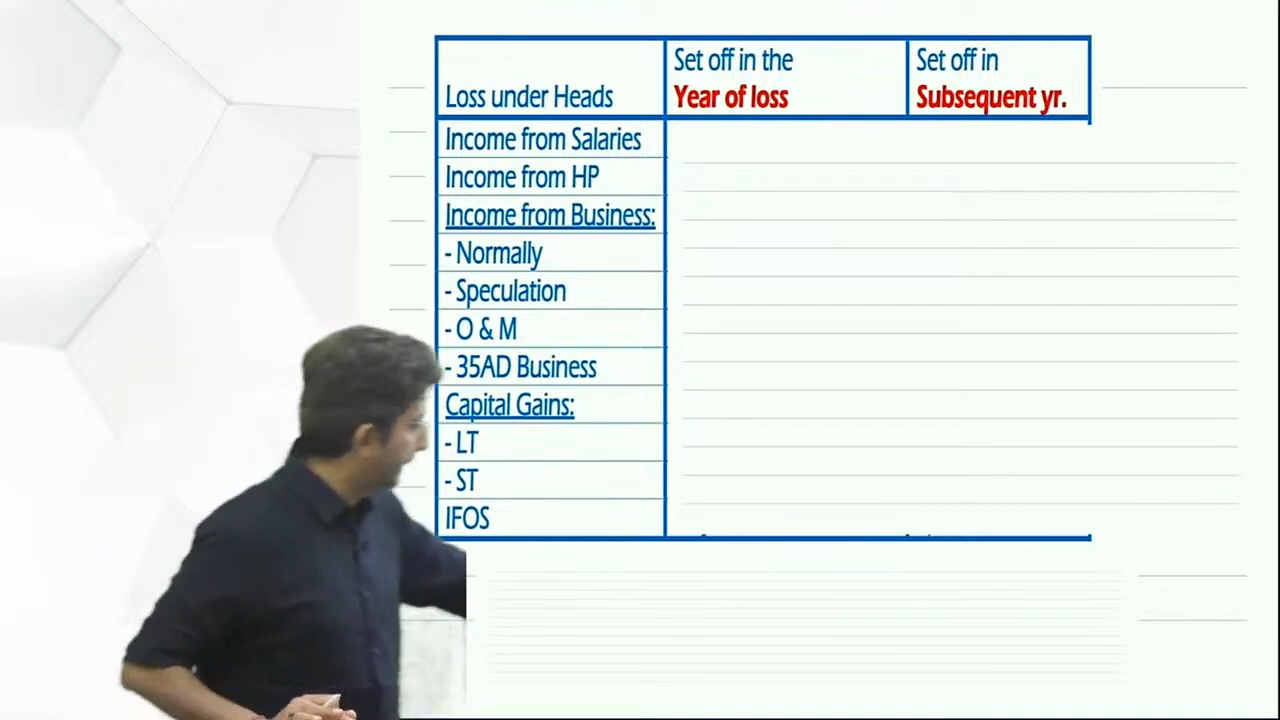 Loss under Heads
Set off in the
Year of loss
Set off in
Subsequent yr.
Income from Salaries
Income from HP
Income from Business:
- Normally
- Speculation
- O & M
- 35AD Business
Capital Gains:
- LT
- ST
IFOS